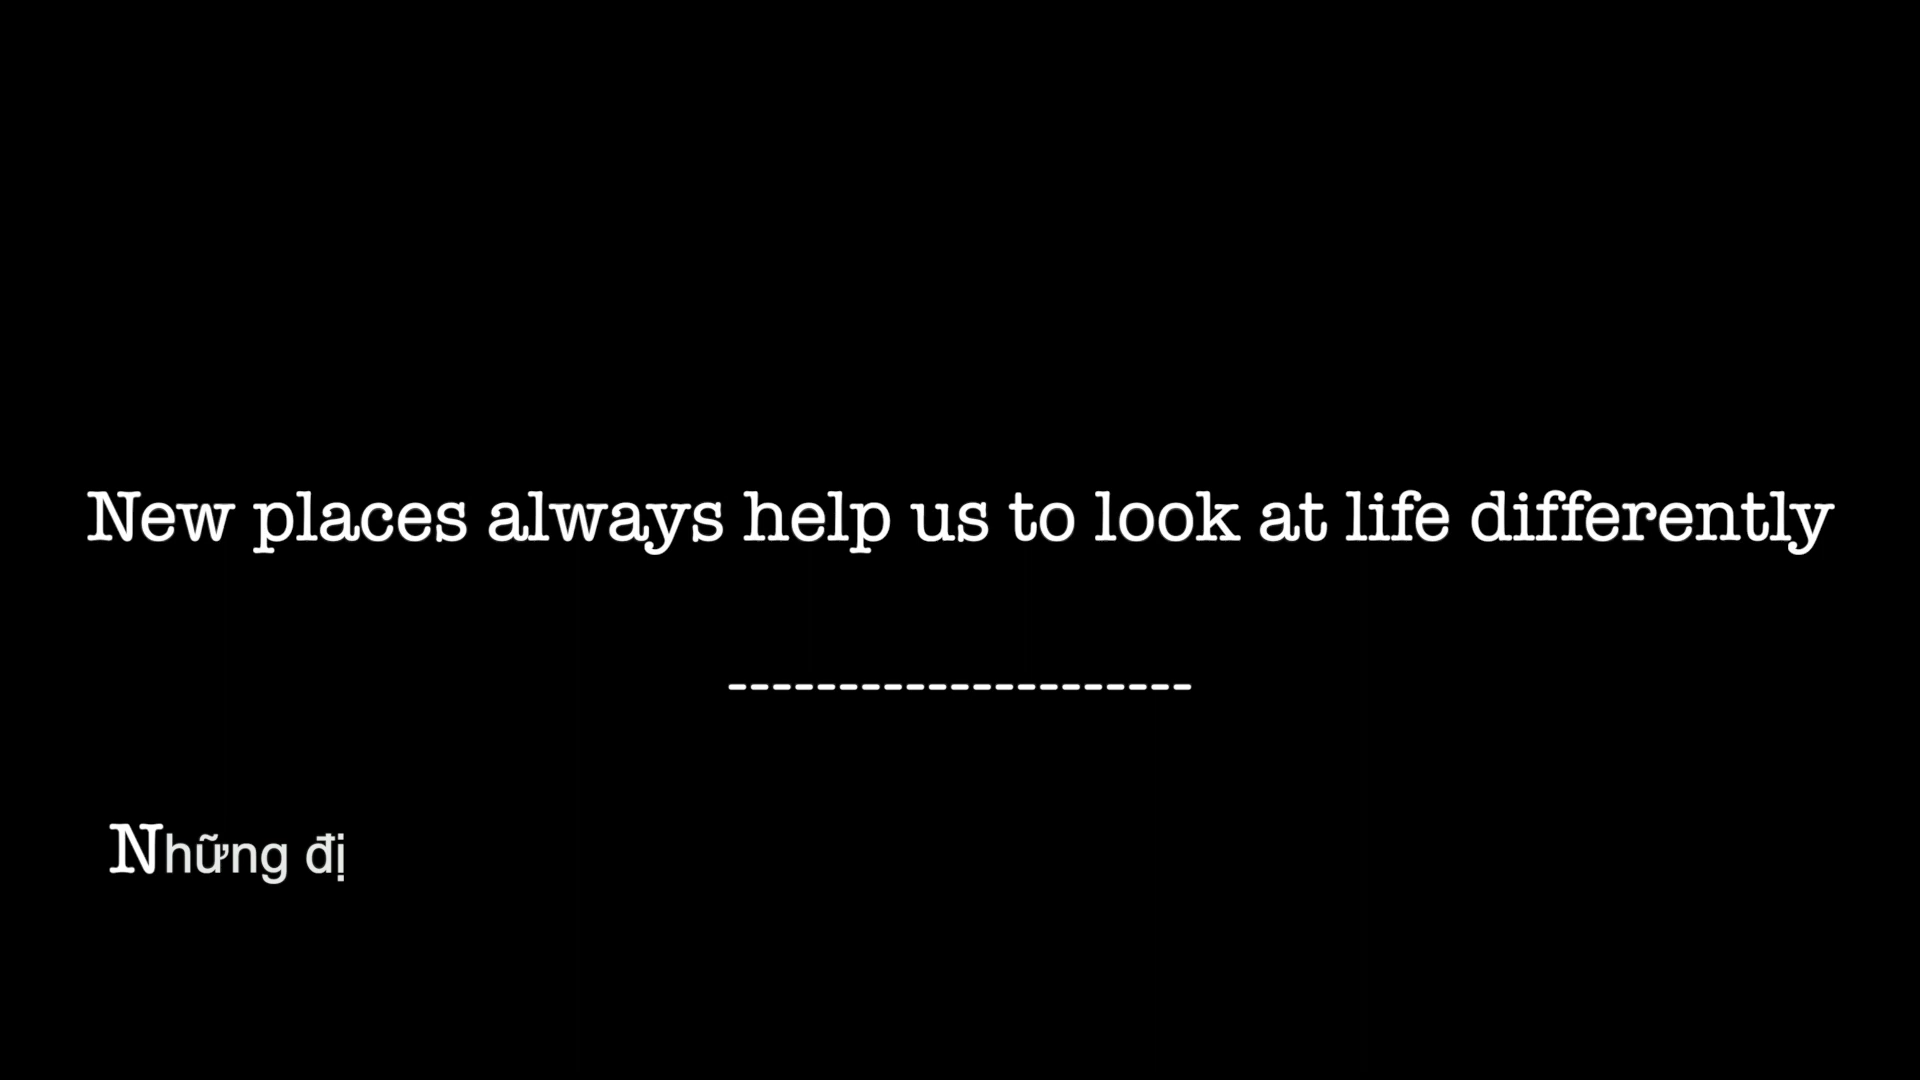 New places always help us to look at life differently
---------------------
Những đị